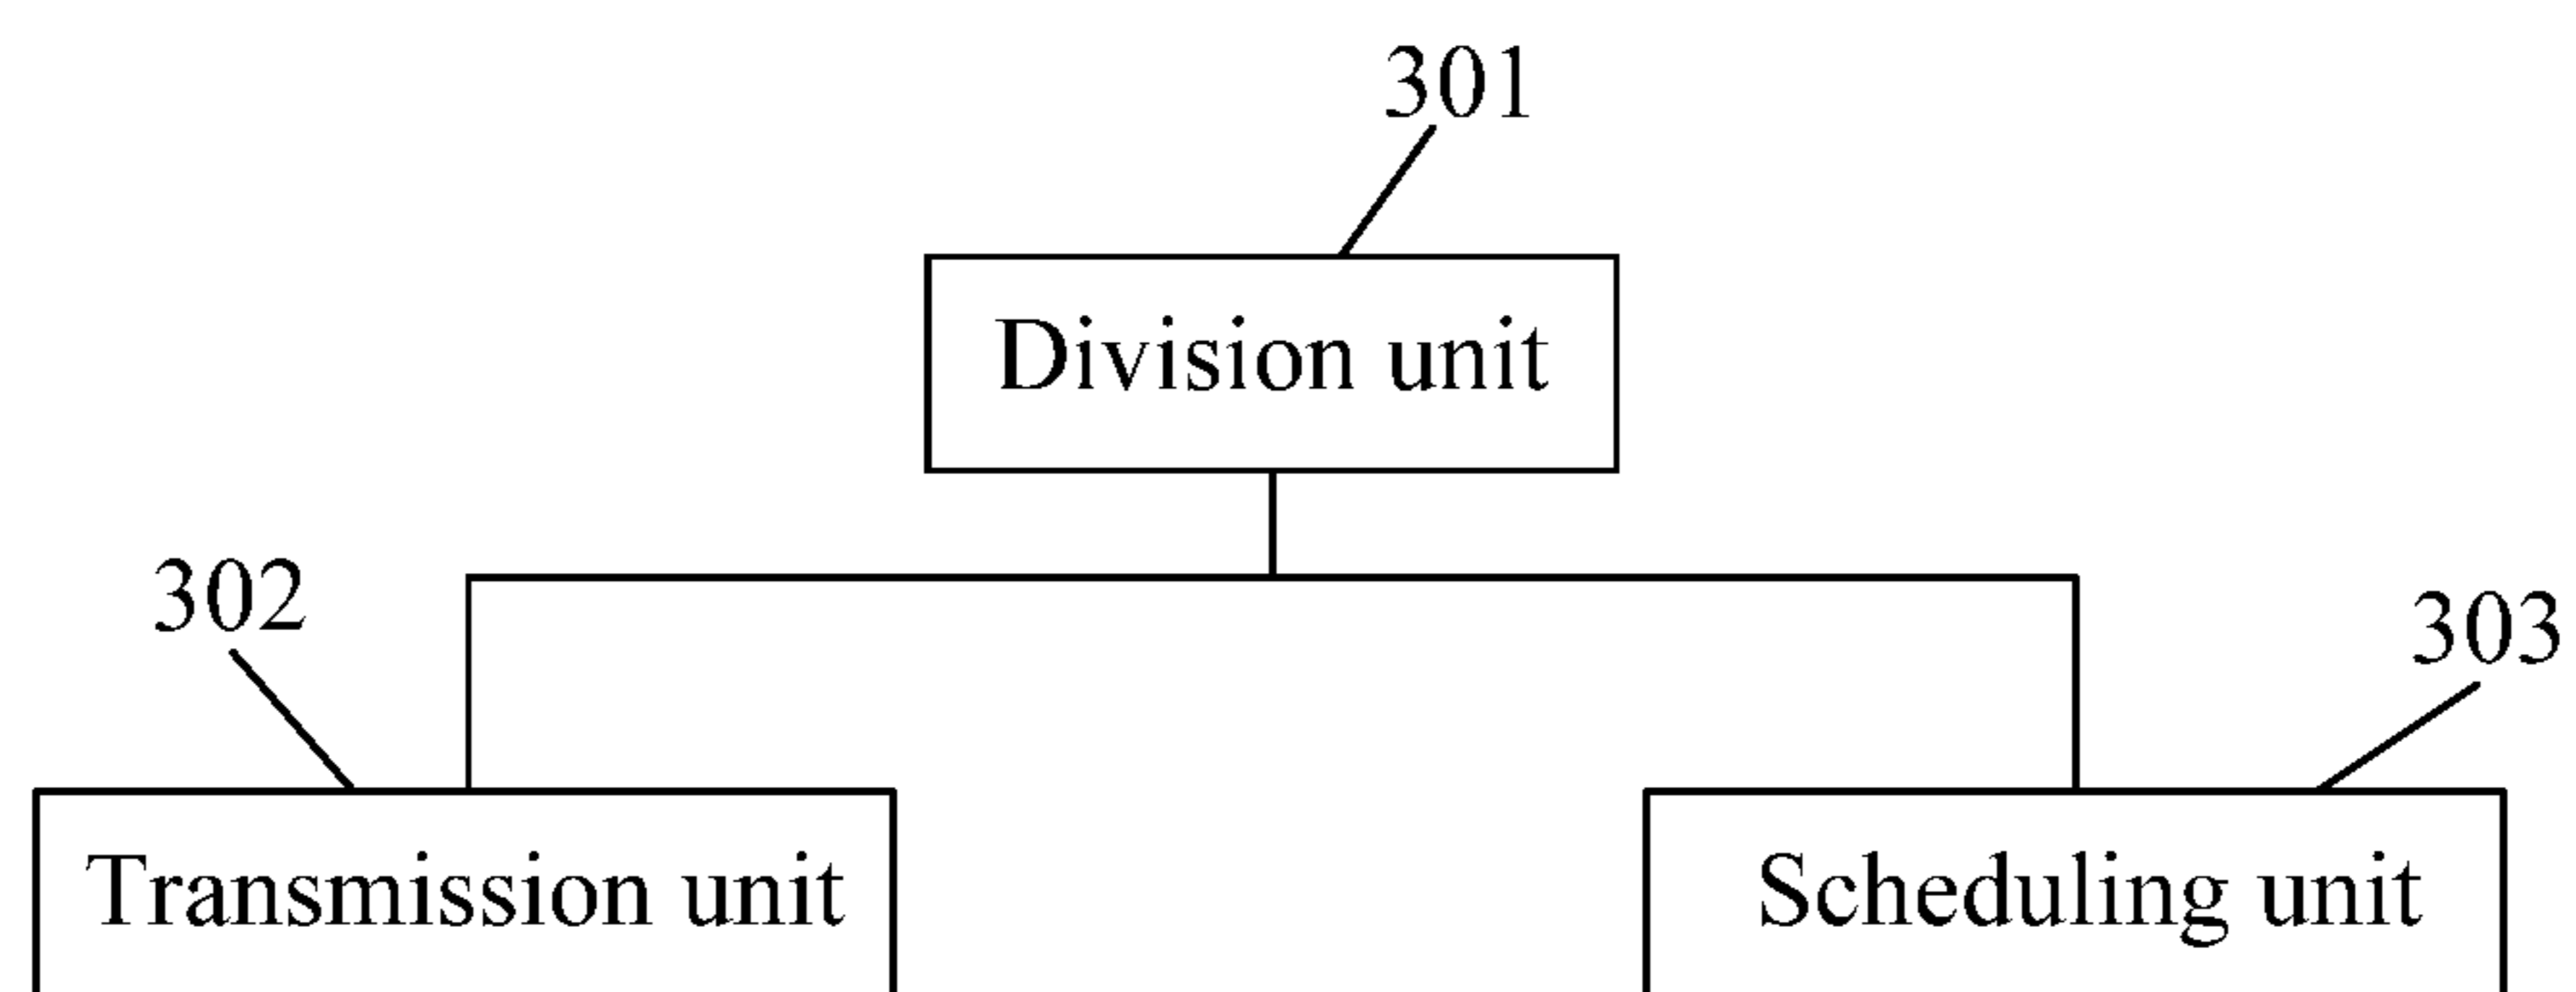 301
Division unit
302
303
Transmission unit
Scheduling unit